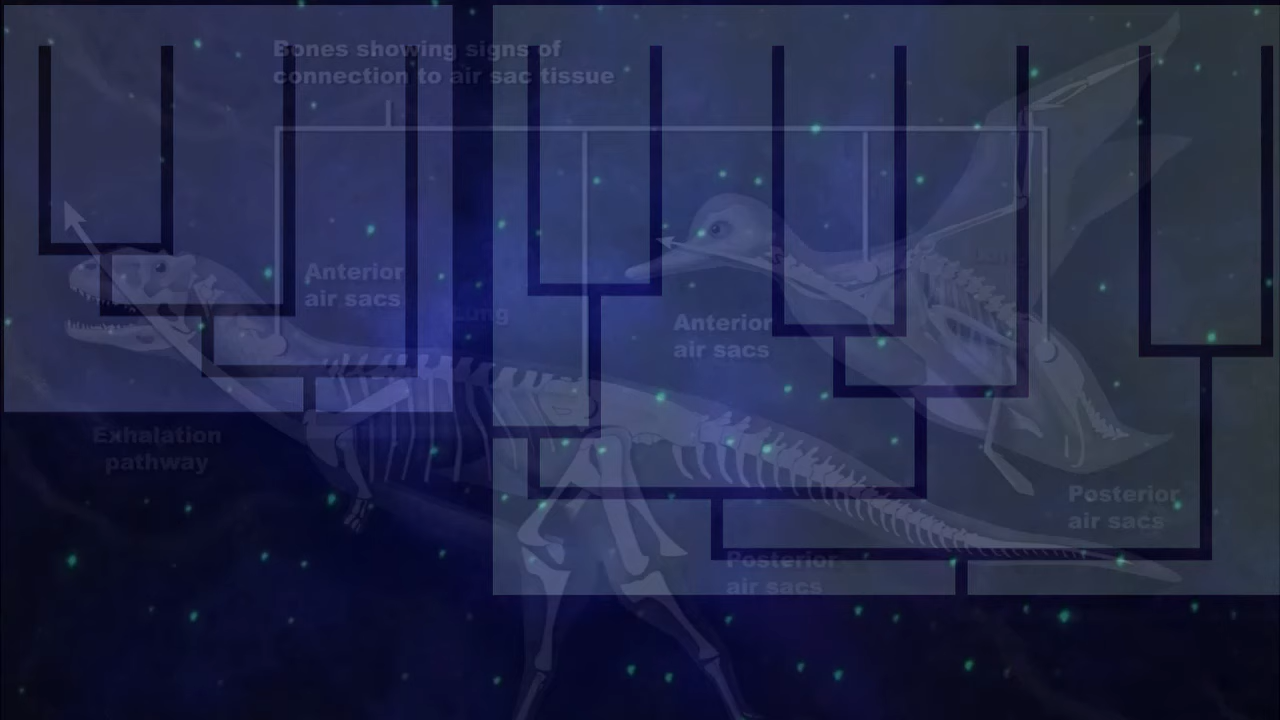 Bones showing signs of
connection to air sac tissue
Anterior
air sacs
Lung
Lung
Anterior
air sacs
Exhalation
pathway
Posterior
air sacs
Posterior
air sacs